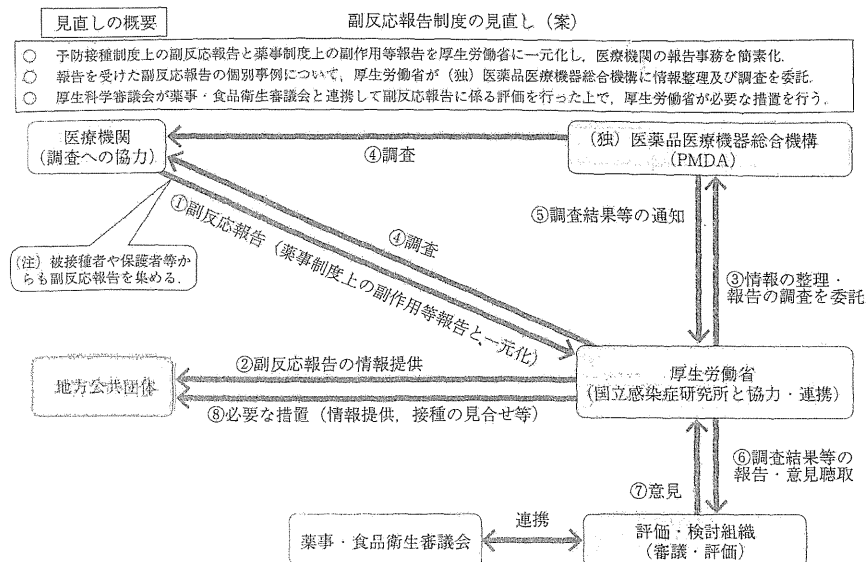 見直しの概要
副反応報告制度の見直し（案）
○ 予防接種制度上の副反応報告と薬事制度上の副作用等報告を厚生労働省に一元化し，医療機関の報告事務を簡素化．
○ 報告を受けた副反応報告の個別事例について，厚生労働省が（独）医薬品医療機器総合機構に情報整理及び調査を委託．
○ 厚生科学審議会が薬事・食品衛生審議会と連携して副反応報告に係る評価を行った上で，厚生労働省が必要な措置を行う．
医療機関
（調査への協力）
④調査
（独）医薬品医療機器総合機構
（PMDA）
①副反応報告（薬事制度上の副作用等報告と，一元化）
④調査
⑤調査結果等の通知
（注）被接種者や保護者等か
らも副反応報告を集める．
③情報の整理・
報告の調査を委託
地方公共団体
②副反応報告の情報提供
⑧必要な措置（情報提供，接種の見合せ等）
厚生労働省
（国立感染症研究所と協力・連携）
⑦意見
⑥調査結果等の
報告・意見聴取
薬事・食品衛生審議会
連携
評価・検討組織
（審議・評価）